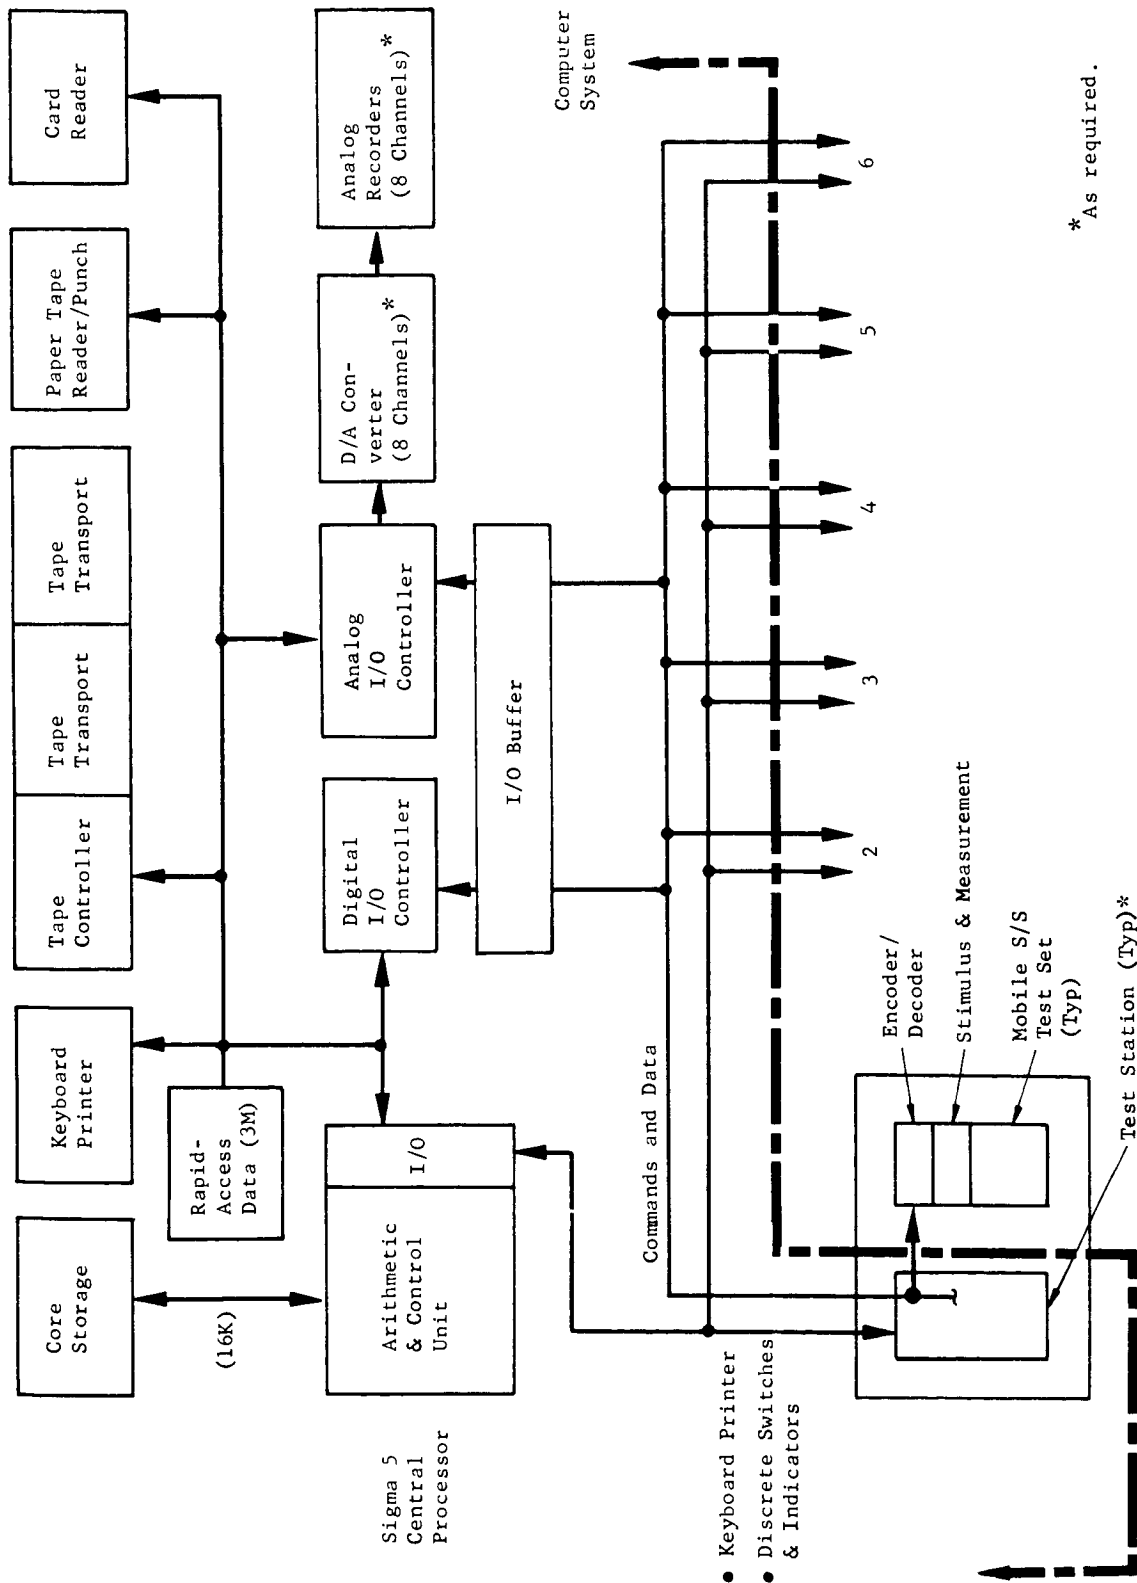 Core
Storage
Keyboard
Printer
Tape
Controller
Tape
Transport
Tape
Transport
Paper Tape
Reader/Punch
Card
Reader
(16K)
Rapid-
Access
Data (3M)
Sigma 5
Central
Processor
Arithmetic
& Control
Unit
I/O
Digital
I/O
Controller
Analog
I/O
Controller
D/A Con-
verter
(8 Channels)*
Analog
Recorders
(8 Channels)*
I/O Buffer
Computer
System
Commands and Data
• Keyboard Printer
• Discrete Switches
& Indicators
2
3
4
5
6
Encoder/
Decoder
Stimulus & Measurement
Mobile S/S
Test Set
(Typ)
Test Station (Typ)*
*As required.